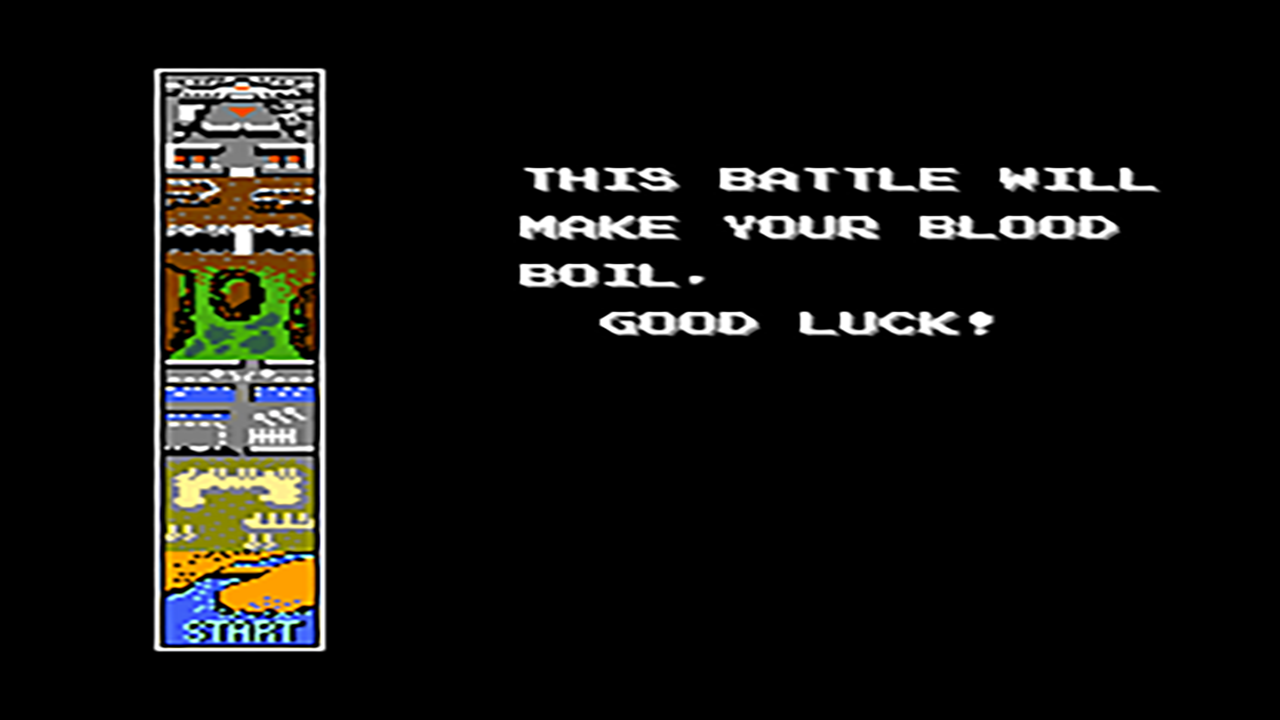 THIS BATTLE WILL
MAKE YOUR BLOOD
BOIL.
GOOD LUCK!
START